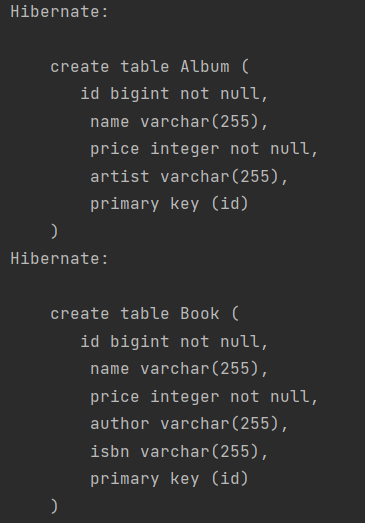 Hibernate:
create table Album (
id bigint not null,
name varchar(255),
price integer not null,
artist varchar(255),
primary key (id)
)
Hibernate:
create table Book (
id bigint not null,
name varchar(255),
price integer not null,
author varchar(255),
isbn varchar(255),
primary key (id)
)